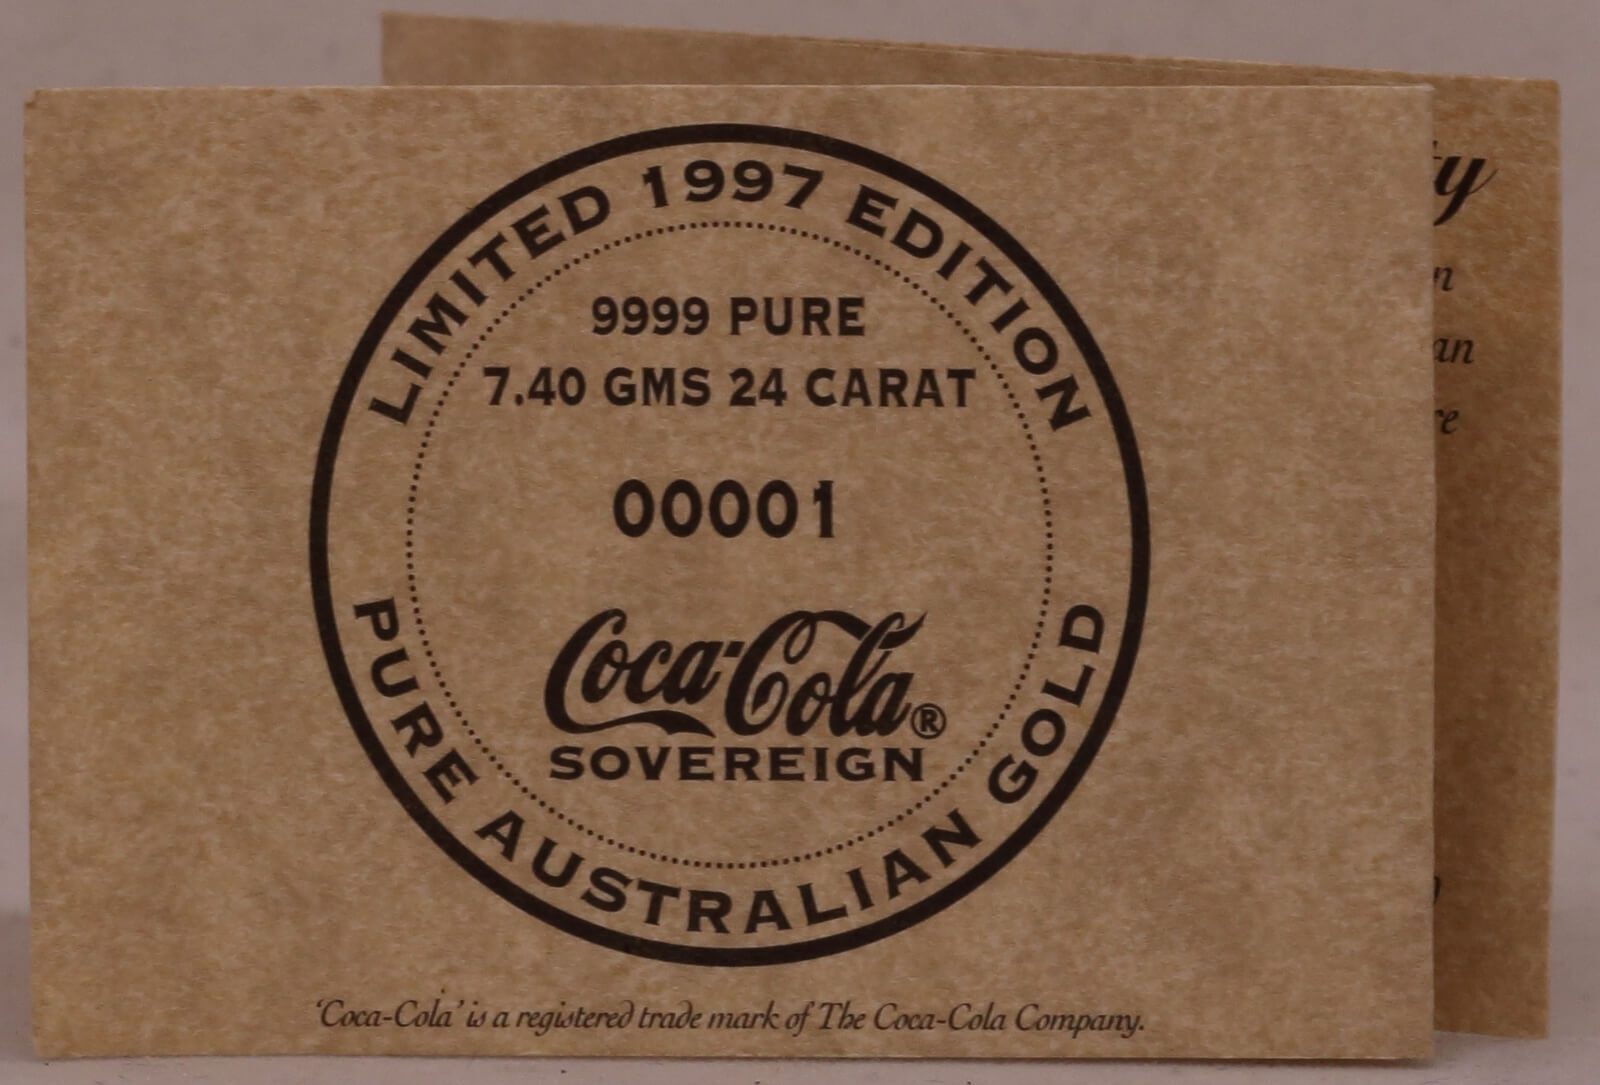 LIMITED 1997 EDITION
9999 PURE
7.40 GMS 24 CARAT
00001
Coca-Cola®
SOVEREIGN
PURE AUSTRALIAN GOLD
'Coca-Cola' is a registered trade mark of The Coca-Cola Company.